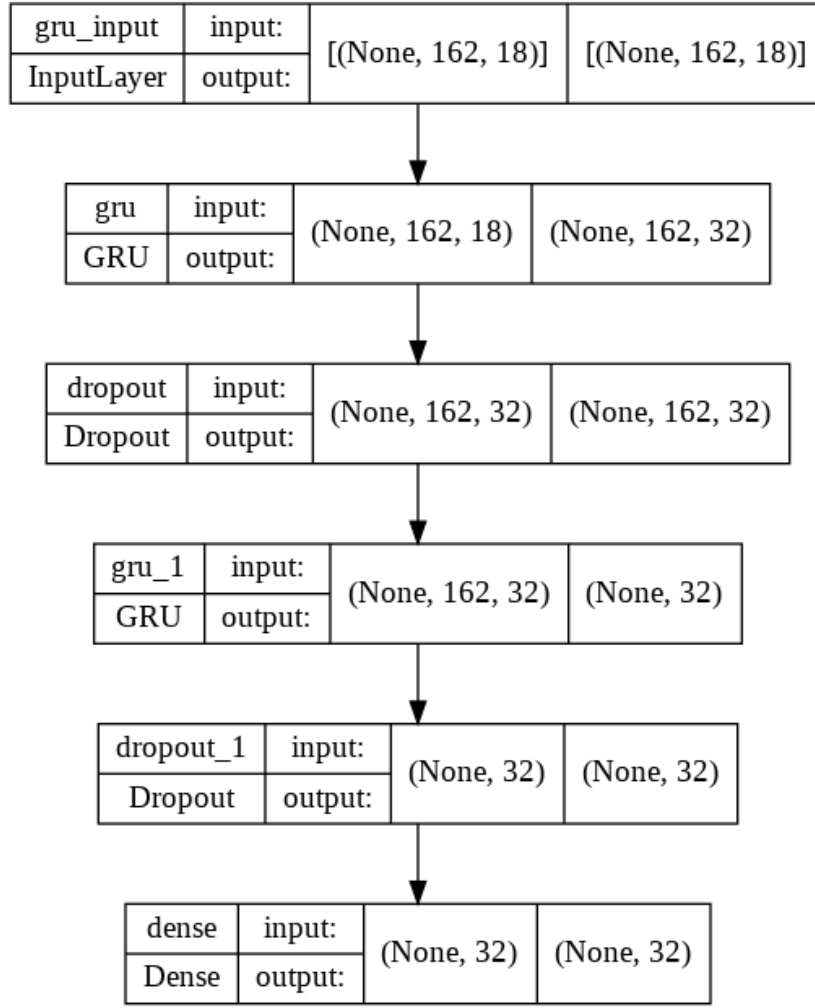 gru_input input: [(None, 162, 18)] [(None, 162, 18)]
InputLayer output:
gru input: (None, 162, 18) (None, 162, 32)
GRU output:
dropout input: (None, 162, 32) (None, 162, 32)
Dropout output:
gru_1 input: (None, 162, 32) (None, 32)
GRU output:
dropout_1 input: (None, 32) (None, 32)
Dropout output:
dense input: (None, 32) (None, 32)
Dense output: